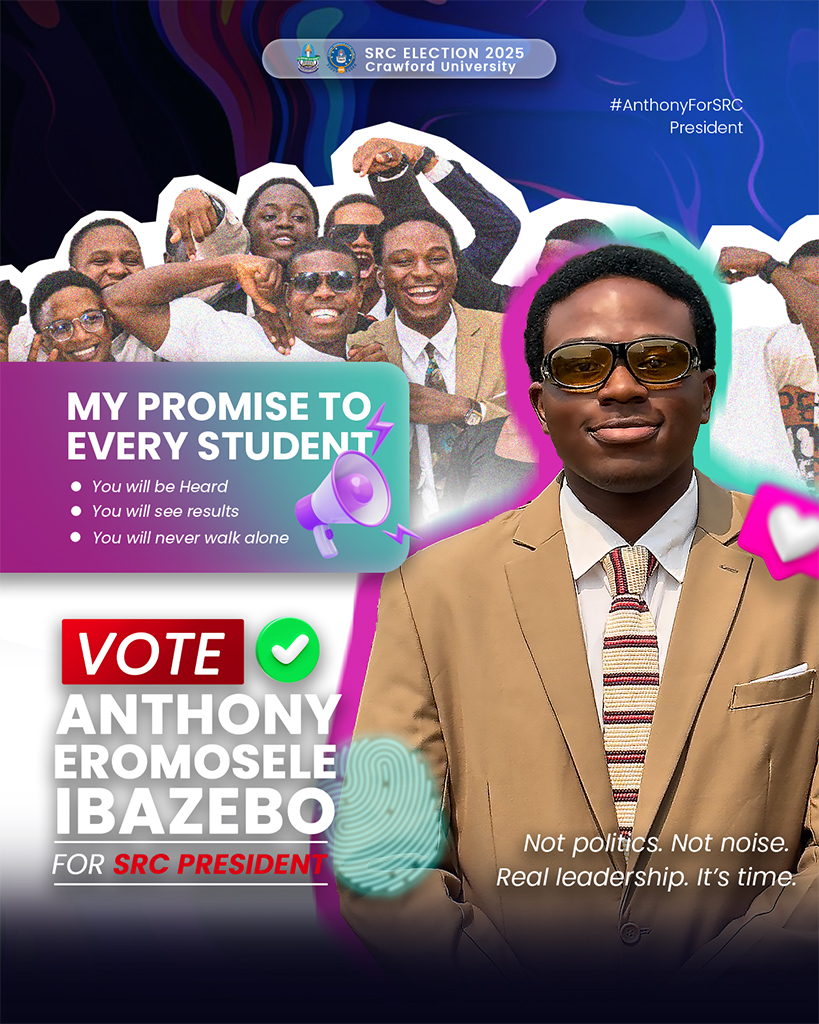 SRC ELECTION 2025
Crawford University
#AnthonyForSRC
President
MY PROMISE TO
EVERY STUDENT
You will be Heard
You will see results
You will never walk alone
VOTE
ANTHONY
EROMOSELE
IBAZEBO
FOR SRC PRESIDENT
Not politics. Not noise.
Real leadership. It's time.